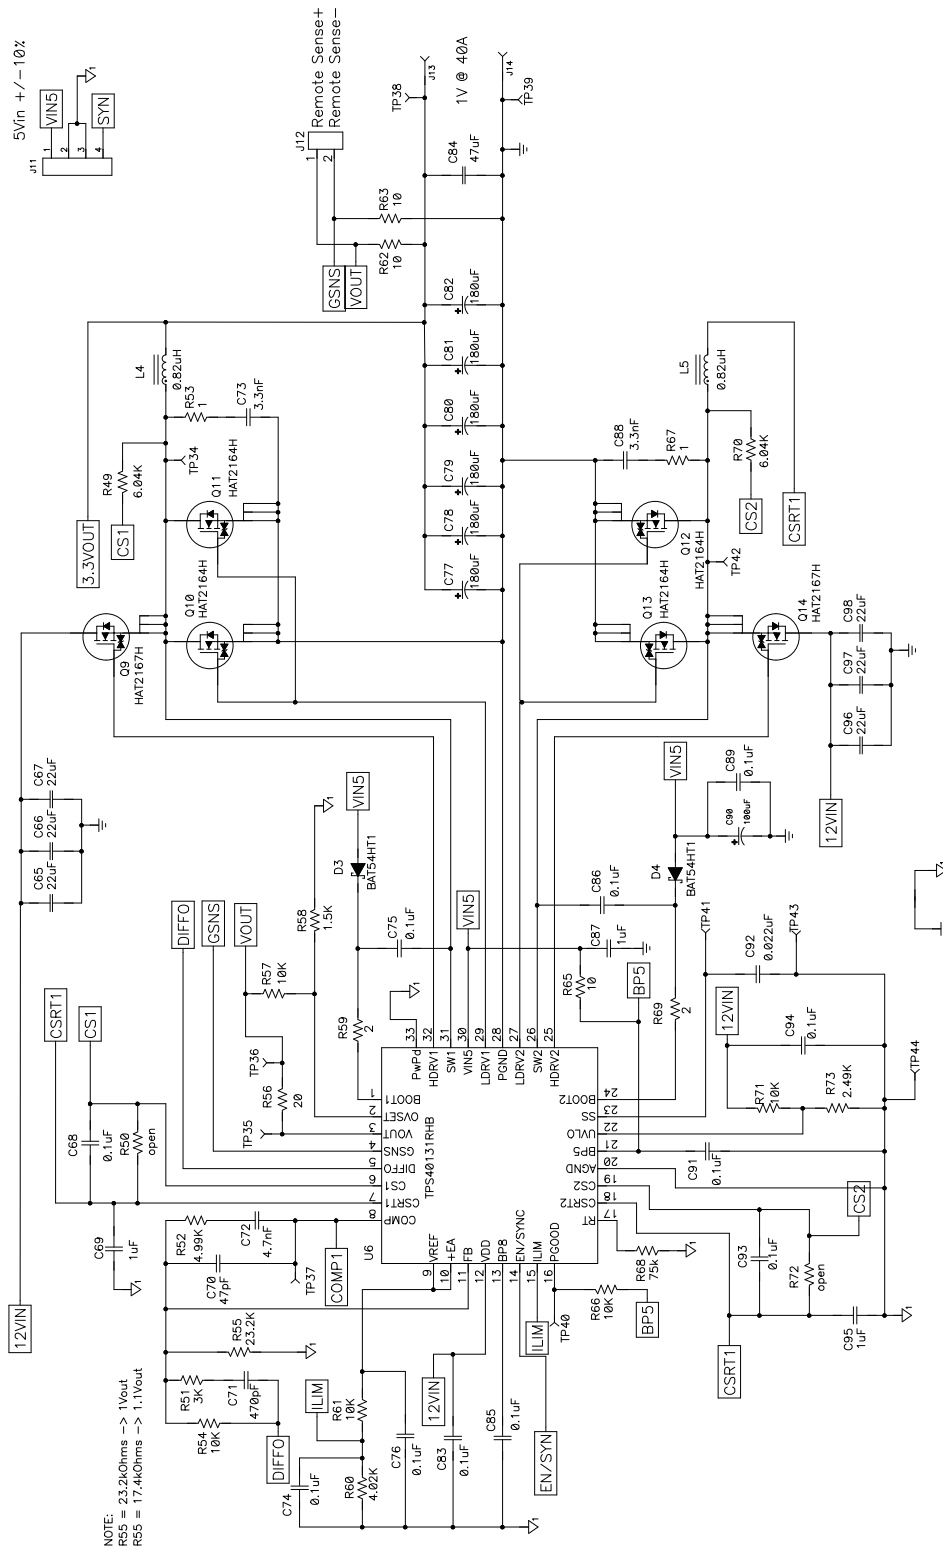 5Vin +/-10%
J11
VIN5
SYN
1
2
3
4
Remote Sense+
Remote Sense-
J12
1
2
TP38
J13
1V @ 40A
J14
TP39
C84
47uF
R63
10
R62
10
GSNS
VOUT
C82
180uF
C81
180uF
C80
180uF
C79
180uF
C78
180uF
C77
180uF
L4
0.82uH
R53
1
C73
3.3nF
R49
6.04K
TP34
Q11
HAT2164H
3.3VOUT
CS1
Q10
HAT2164H
Q9
HAT2167H
C88
3.3nF
R67
1
L5
0.82uH
R70
6.04K
CS2
CSRT1
Q12
HAT2164H
TP42
Q13
HAT2164H
Q14
HAT2167H
C98
22uF
C97
22uF
C96
22uF
12VIN
C67
22uF
C66
22uF
C65
22uF
12VIN
DIFFO
GSNS
VOUT
R58
1.5K
D3
BAT54HT1
VIN5
C75
0.1uF
R57
10K
R59
2
TP36
R56
20
TP35
VIN5
C86
0.1uF
C87
1uF
R65
10
BP5
D4
BAT54HT1
VIN5
C89
0.1uF
C90
100uF
R69
2
TP41
C92
0.022uF
TP43
12VIN
C94
0.1uF
R71
10K
R73
2.49K
TP44
CSRT1
CS1
C68
0.1uF
R50
open
C69
1uF
U6
TPS40131RHB
33
32
31
30
29
28
27
26
25
PwPd
HDRV1
SW1
VIN5
LDRV1
PGND
LDRV2
SW2
HDRV2
1
2
3
4
5
6
7
8
BOOT1
OVSET
VOUT
GSNS
DIFFO
CS1
CSRT1
COMP
24
23
22
21
20
19
18
17
BOOT2
SS
UVLO
BP5
AGND
CS2
CSRT2
RT
VREF
+EA
FB
VDD
BP8
EN/SYNC
ILIM
PGOOD
9
10
11
12
13
14
15
16
C91
0.1uF
CS2
C93
0.1uF
R72
open
C95
1uF
CSRT1
R68
75k
R66
10K
BP5
TP40
ILIM
EN/SYN
C85
0.1uF
12VIN
C83
0.1uF
C76
0.1uF
R61
10K
R60
4.02K
C74
0.1uF
ILIM
COMP1
TP37
R52
4.99K
C72
4.7nF
C70
47pF
R55
23.2K
R51
3K
C71
470pF
R54
10K
DIFFO
NOTE:
R55 = 23.2kOhms -> 1Vout
R55 = 17.4kOhms -> 1.1Vout